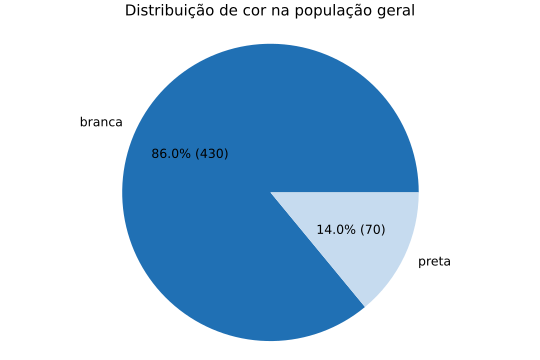 Distribuição de cor na população geral
branca
86.0% (430)
14.0% (70)
preta